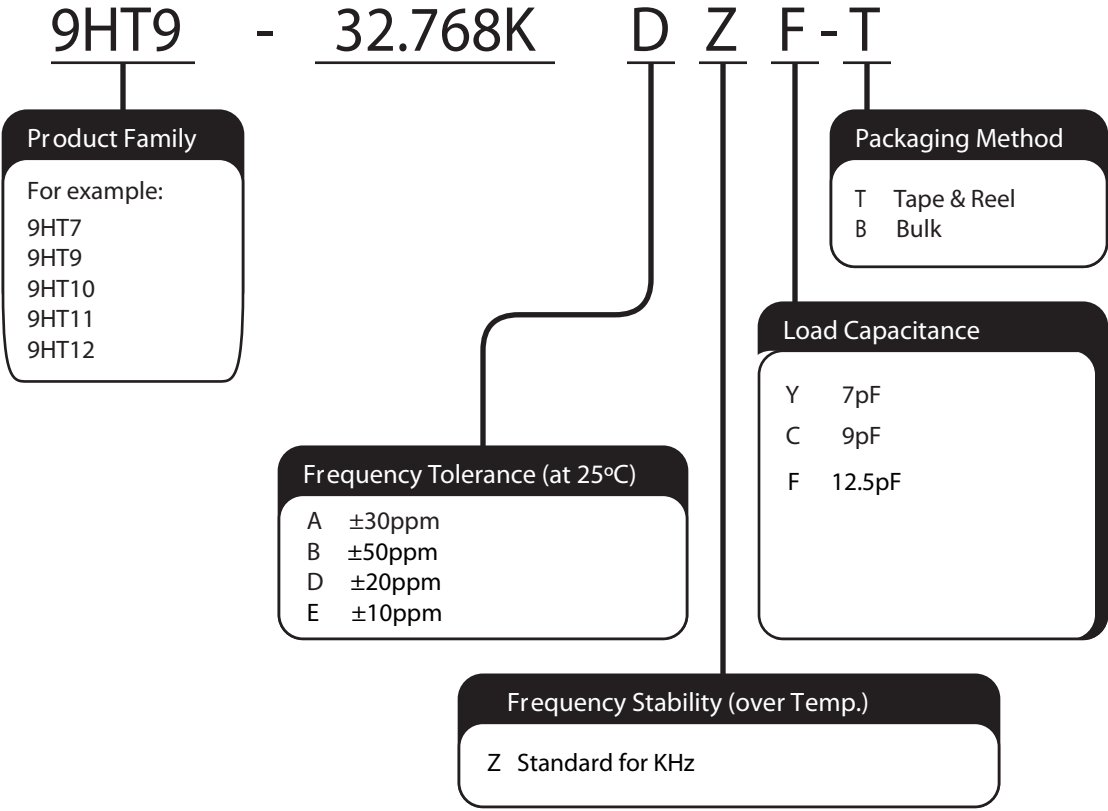 9HT9 - 32.768K D Z F - T
Product Family
For example:
9HT7
9HT9
9HT10
9HT11
9HT12
Packaging Method
T Tape & Reel
B Bulk
Load Capacitance
Y 7pF
C 9pF
F 12.5pF
Frequency Tolerance (at 25ºC)
A ±30ppm
B ±50ppm
D ±20ppm
E ±10ppm
Frequency Stability (over Temp.)
Z Standard for KHz